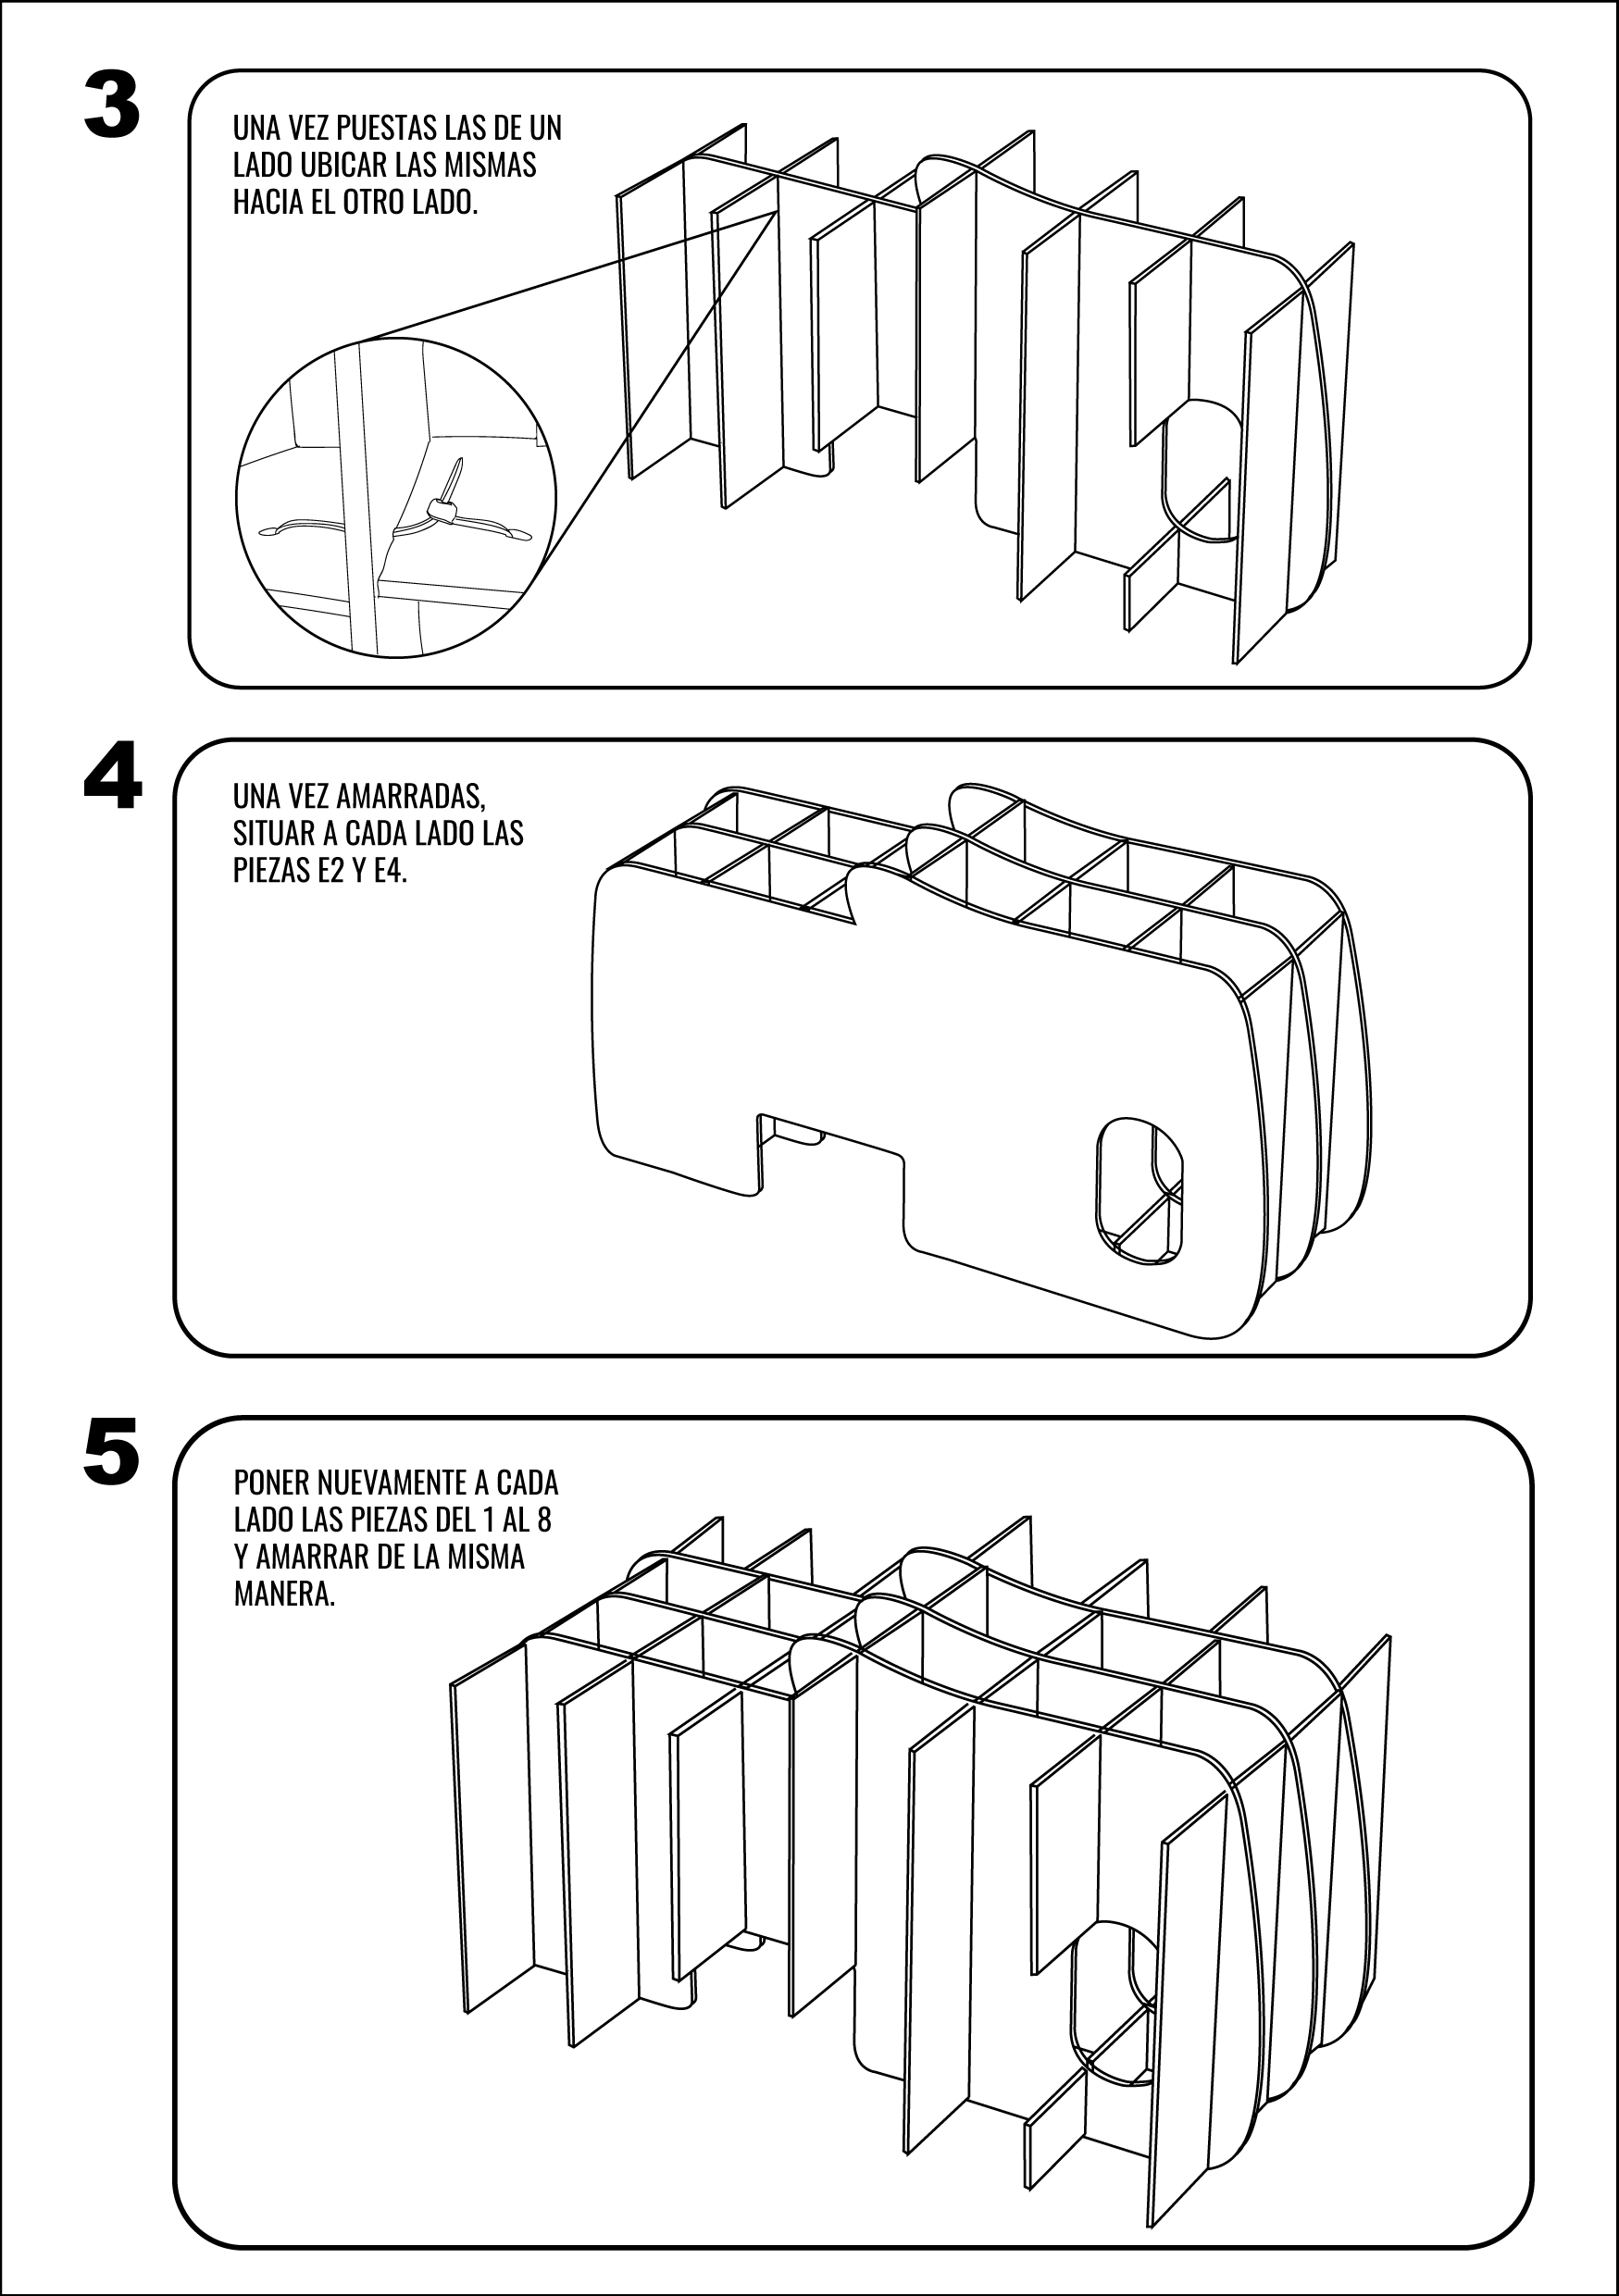 3
UNA VEZ PUESTAS LAS DE UN
LADO UBICAR LAS MISMAS
HACIA EL OTRO LADO.
4
UNA VEZ AMARRADAS,
SITUAR A CADA LADO LAS
PIEZAS E2 Y E4.
5
PONER NUEVAMENTE A CADA
LADO LAS PIEZAS DEL 1 AL 8
Y AMARRAR DE LA MISMA
MANERA.